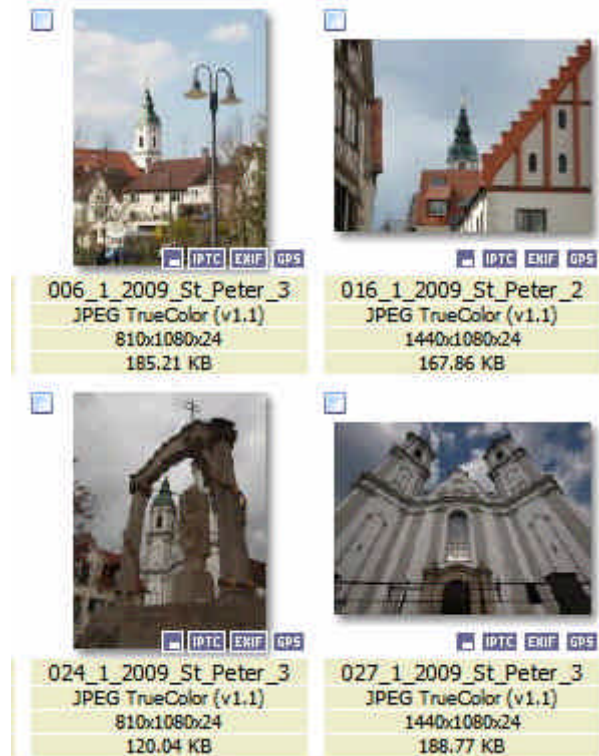 IPTC EXIF GPS
006_1_2009_St_Peter_3
JPEG TrueColor (v1.1)
810x1080x24
185.21 KB
IPTC EXIF GPS
016_1_2009_St_Peter_2
JPEG TrueColor (v1.1)
1440x1080x24
167.86 KB
IPTC EXIF GPS
024_1_2009_St_Peter_3
JPEG TrueColor (v1.1)
810x1080x24
120.04 KB
IPTC EXIF GPS
027_1_2009_St_Peter_3
JPEG TrueColor (v1.1)
1440x1080x24
188.77 KB